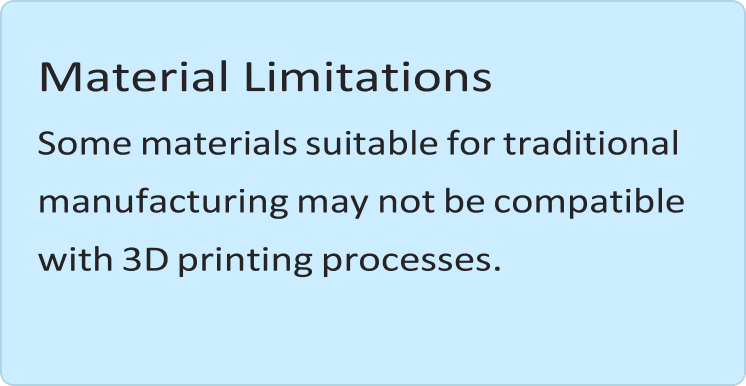 Material Limitations
Some materials suitable for traditional
manufacturing may not be compatible
with 3D printing processes.